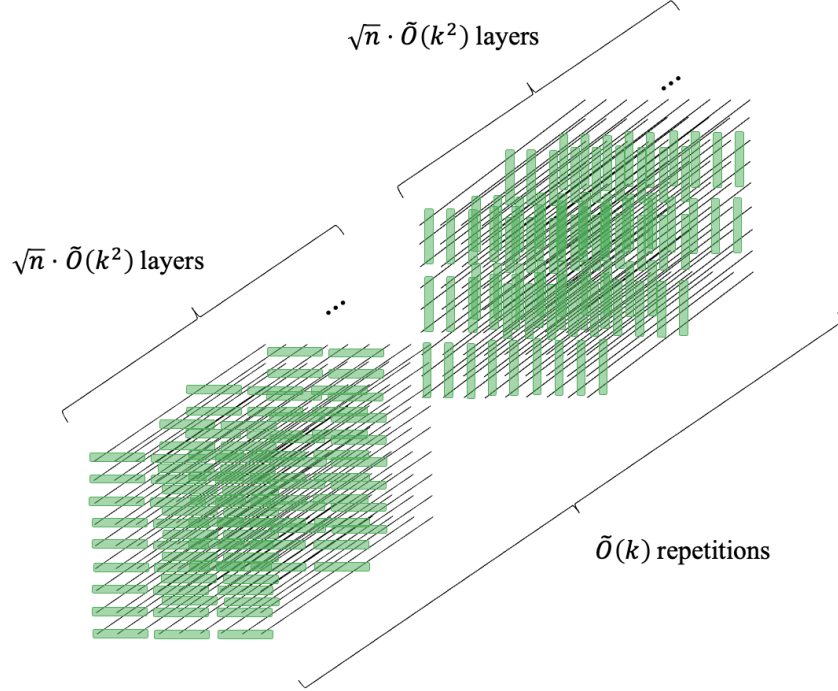 √n · Õ(k²) layers
√n · Õ(k²) layers
Õ(k) repetitions